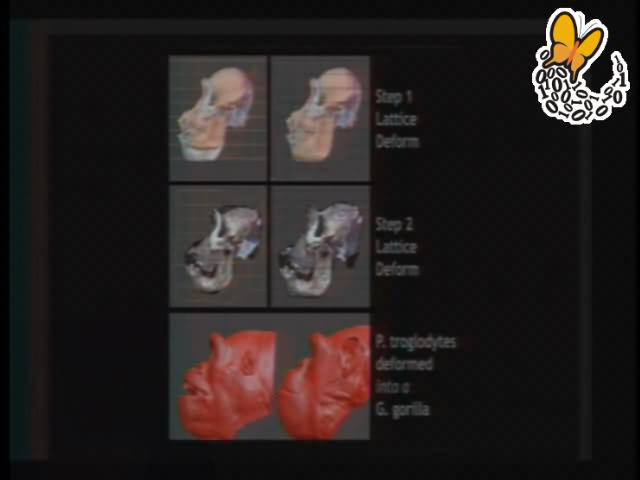 Step 1
Lattice
Deform
Step 2
Lattice
Deform
P. troglodytes
deformed
into a
G. gorilla